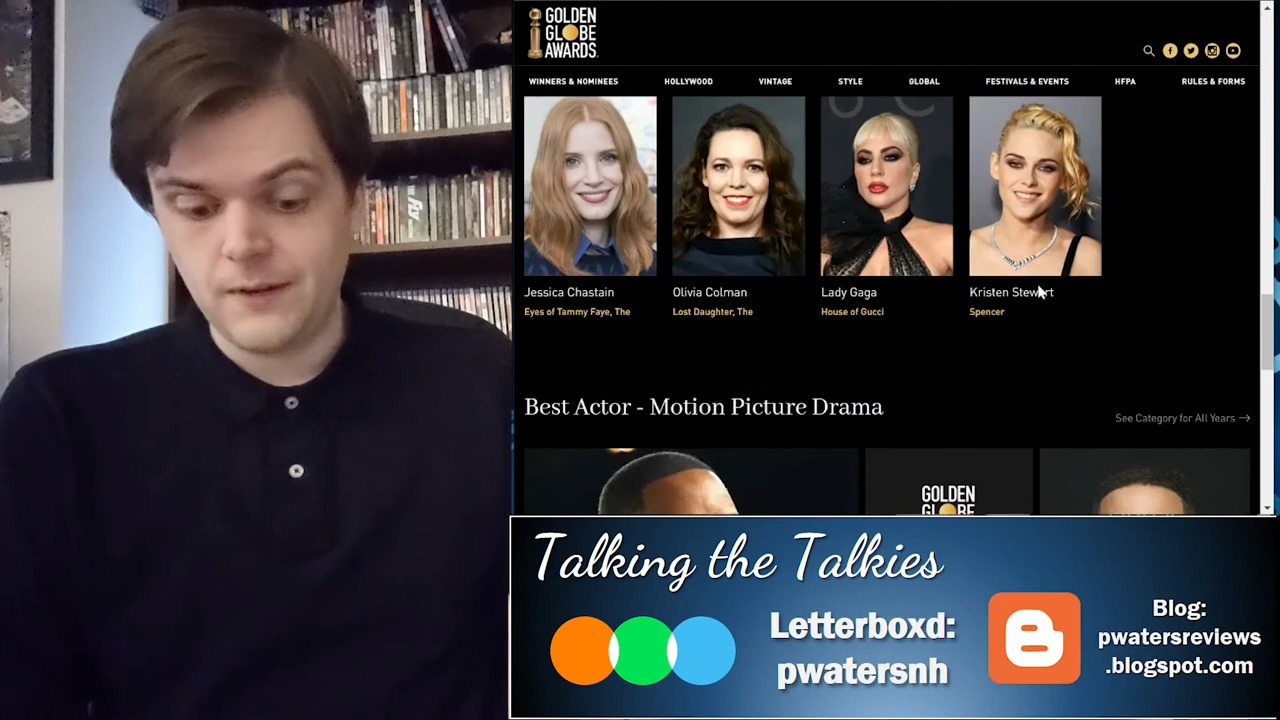 GOLDEN
GLOBE
AWARDS
WINNERS & NOMINEES HOLLYWOOD VINTAGE STYLE GLOBAL FESTIVALS & EVENTS HFPA RULES & FORMS
Jessica Chastain
Eyes of Tammy Faye, The
Olivia Colman
Lost Daughter, The
Lady Gaga
House of Gucci
Kristen Stewart
Spencer
Best Actor - Motion Picture Drama
See Category for All Years →
GOLDEN
GLOBE
Talking the Talkies
Letterboxd:
pwatersnh
Blog:
pwatersreviews
.blogspot.com